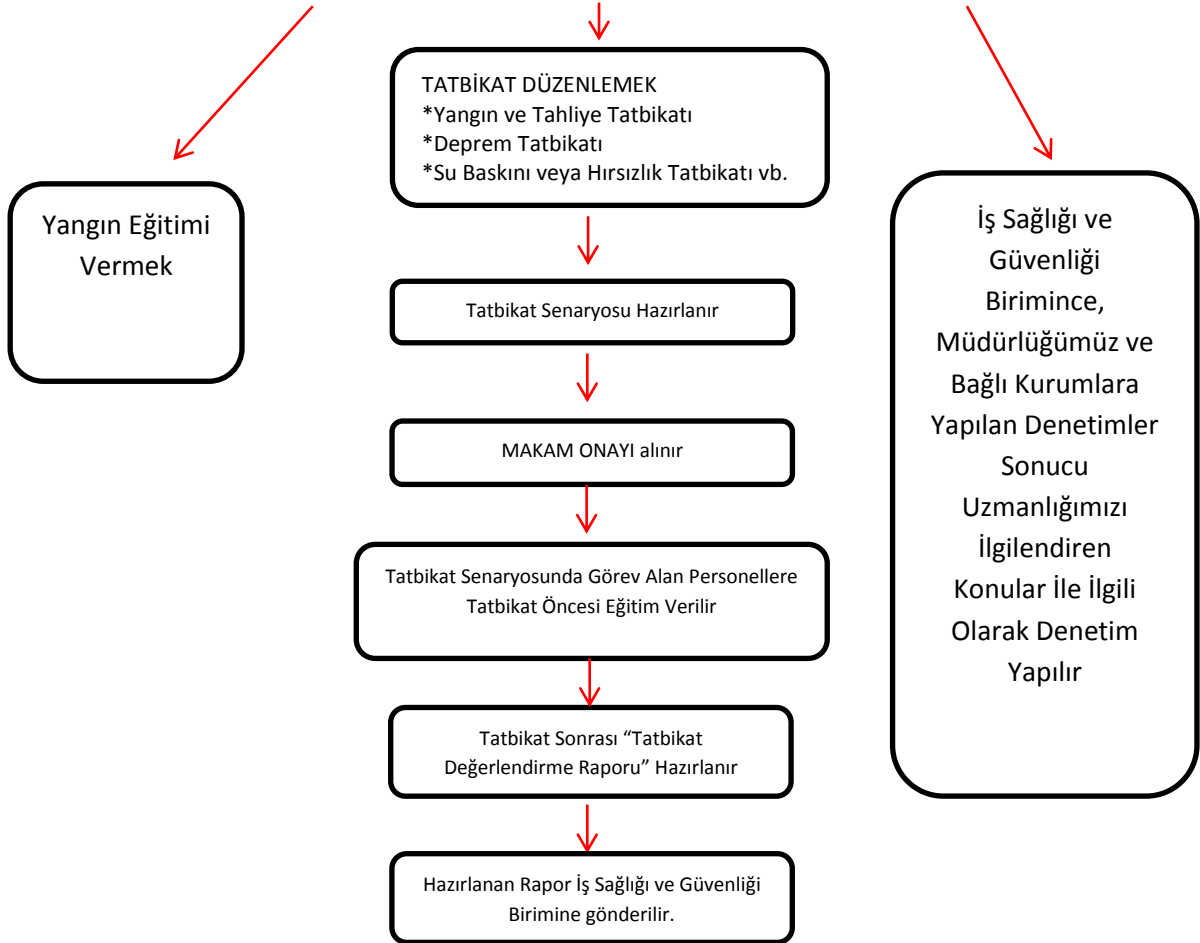 TATBİKAT DÜZENLEMEK
*Yangın ve Tahliye Tatbikatı
*Deprem Tatbikatı
*Su Baskını veya Hırsızlık Tatbikatı vb.
Yangın Eğitimi
Vermek
İş Sağlığı ve
Güvenliği
Birimince,
Müdürlüğümüz ve
Bağlı Kurumlara
Yapılan Denetimler
Sonucu
Uzmanlığımızı
İlgilendiren
Konular İle İlgili
Olarak Denetim
Yapılır
Tatbikat Senaryosu Hazırlanır
MAKAM ONAYI alınır
Tatbikat Senaryosunda Görev Alan Personellere
Tatbikat Öncesi Eğitim Verilir
Tatbikat Sonrası “Tatbikat
Değerlendirme Raporu” Hazırlanır
Hazırlanan Rapor İş Sağlığı ve Güvenliği
Birimine gönderilir.